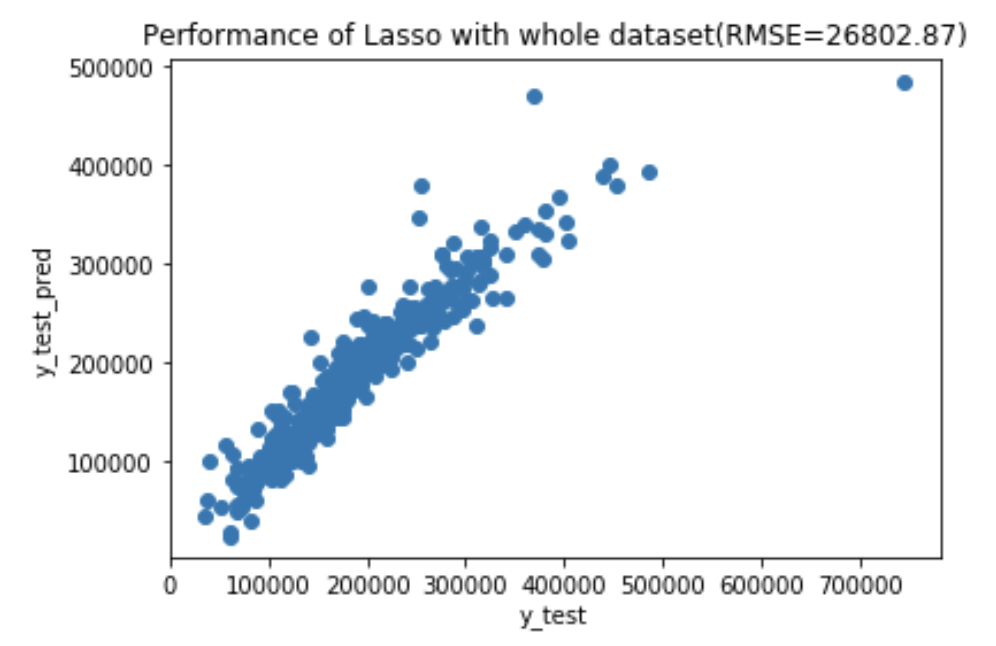 Performance of Lasso with whole dataset(RMSE=26802.87)
500000
400000
300000
200000
100000
y_test_pred
0 100000 200000 300000 400000 500000 600000 700000
y_test